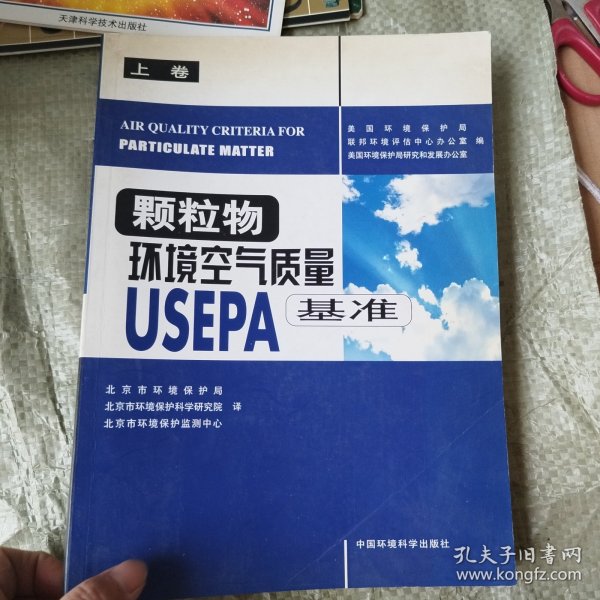 天津科学技术出版社
上卷
AIR QUALITY CRITERIA FOR
PARTICULATE MATTER
美国环境保护局
联邦环境评估中心办公室 编
美国环境保护局研究和发展办公室
颗粒物
环境空气质量
USEPA 基准
北京市环境保护局
北京市环境保护科学研究院 译
北京市环境保护监测中心
中国环境科学出版社
孔夫子旧书网
www.kongfz.com